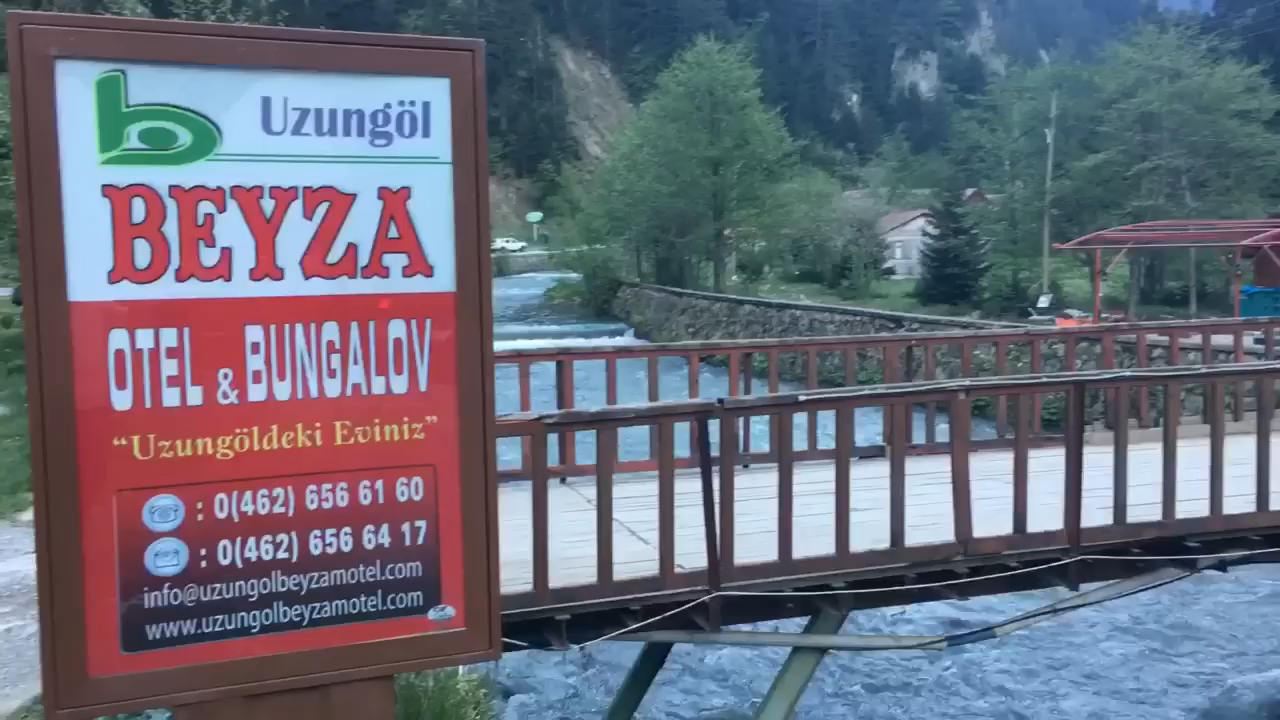 Uzungöl
BEYZA
OTEL & BUNGALOV
“Uzungöldeki Eviniz”
: 0(462) 656 61 60
: 0(462) 656 64 17
info@uzungolbeyzamotel.com
www.uzungolbeyzamotel.com